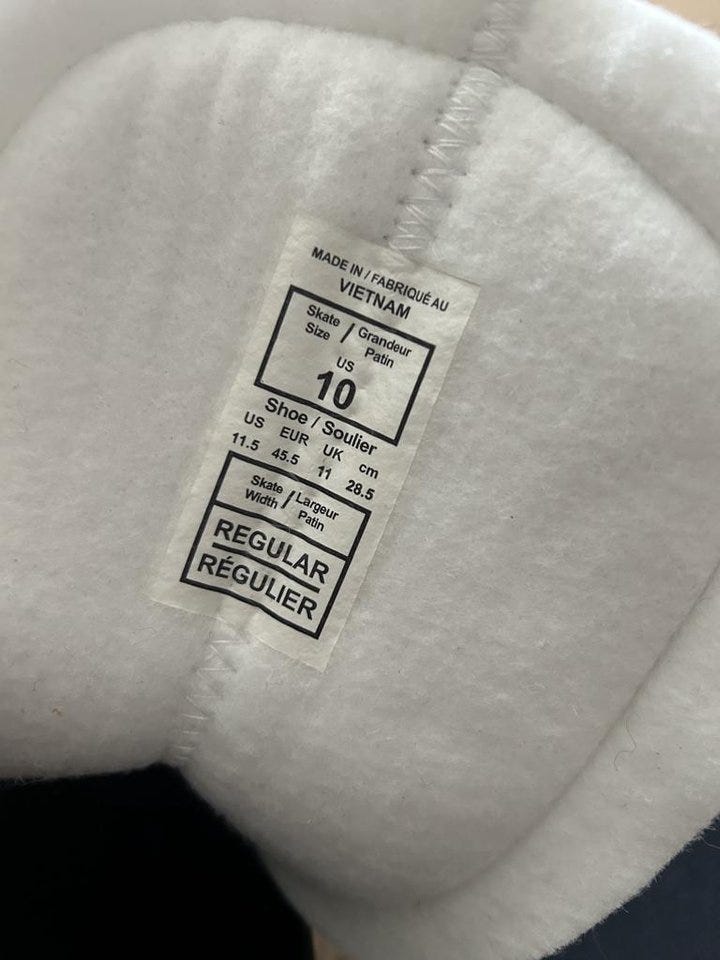 MADE IN / FABRIQUÉ AU
VIETNAM
Skate / Grandeur
Size Patin
US
10
Shoe / Soulier
US EUR UK cm
11.5 45.5 11 28.5
Skate / Largeur
Width Patin
REGULAR
RÉGULIER